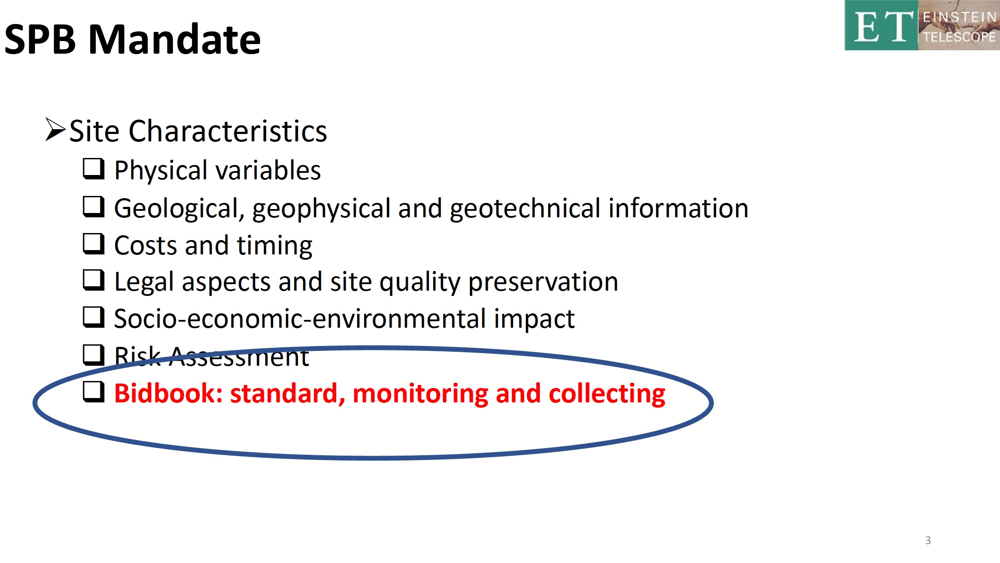 SPB Mandate
ET EINSTEIN
TELESCOPE
Site Characteristics
Physical variables
Geological, geophysical and geotechnical information
Costs and timing
Legal aspects and site quality preservation
Socio-economic-environmental impact
Risk Assessment
Bidbook: standard, monitoring and collecting
3